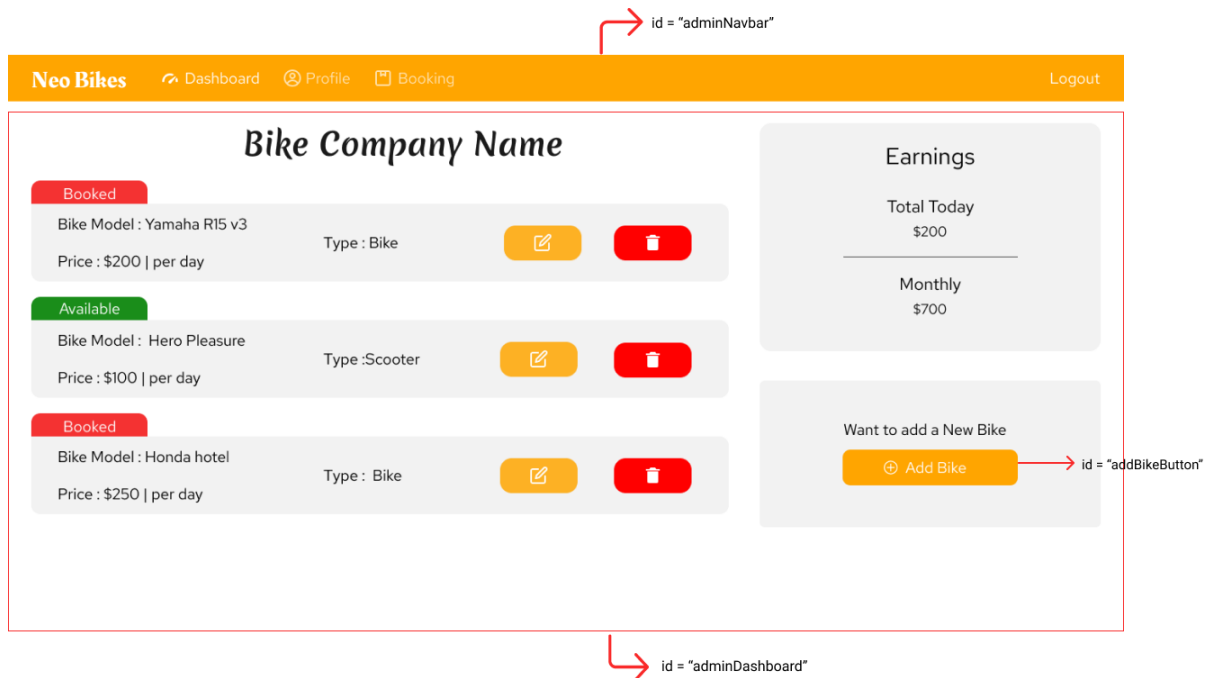 id = “adminNavbar”
Neo Bikes Dashboard Profile Booking Logout
Bike Company Name
Booked
Bike Model : Yamaha R15 v3
Type : Bike
Price : $200 | per day
Available
Bike Model : Hero Pleasure
Type :Scooter
Price : $100 | per day
Booked
Bike Model : Honda hotel
Type : Bike
Price : $250 | per day
Earnings
Total Today
$200
Monthly
$700
Want to add a New Bike
Add Bike
id = “addBikeButton”
id = “adminDashboard”